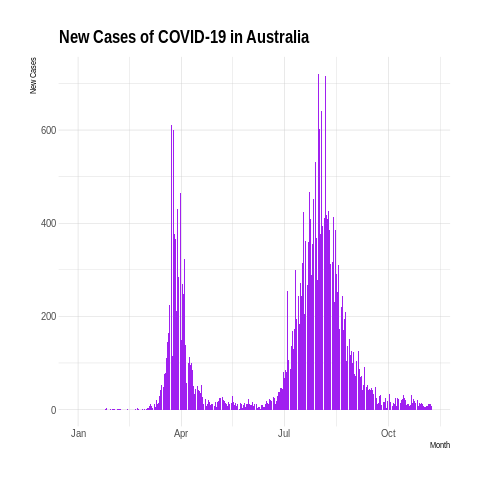 New Cases of COVID-19 in Australia
New Cases
600
400
200
0
Jan Apr Jul Oct
Month